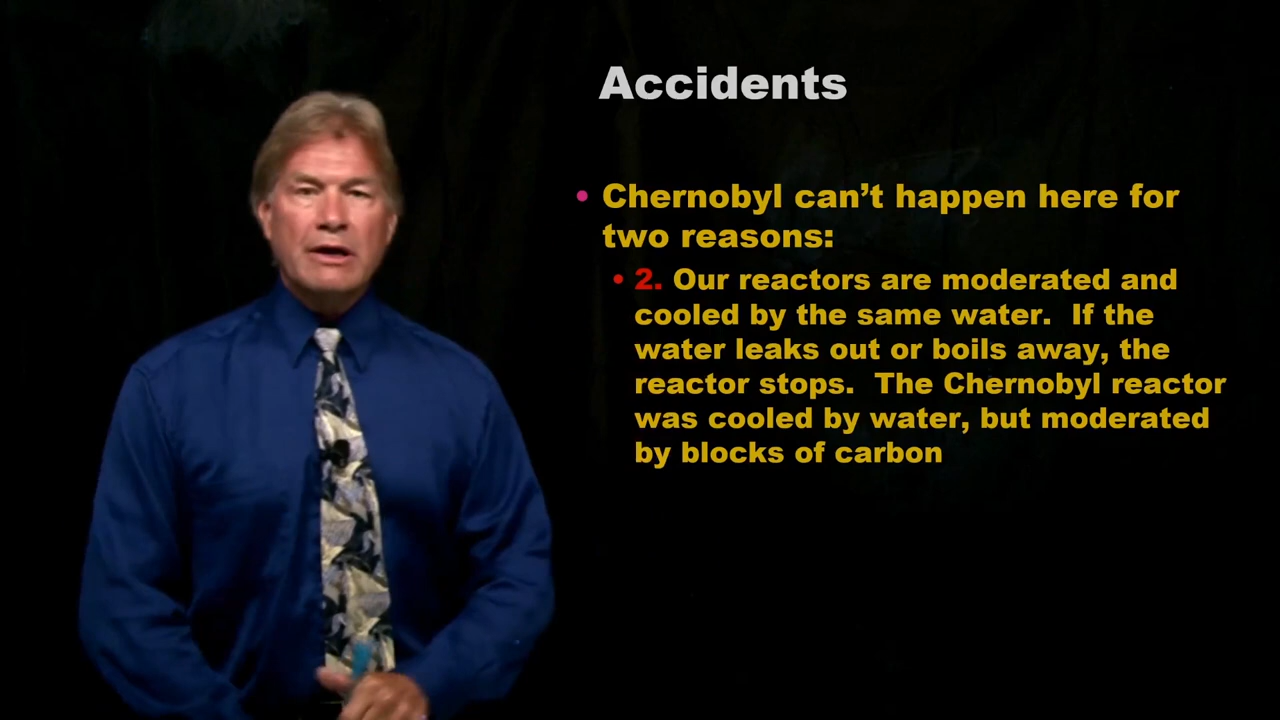 Accidents
• Chernobyl can’t happen here for
two reasons:
• 2. Our reactors are moderated and
cooled by the same water.  If the
water leaks out or boils away, the
reactor stops.  The Chernobyl reactor
was cooled by water, but moderated
by blocks of carbon